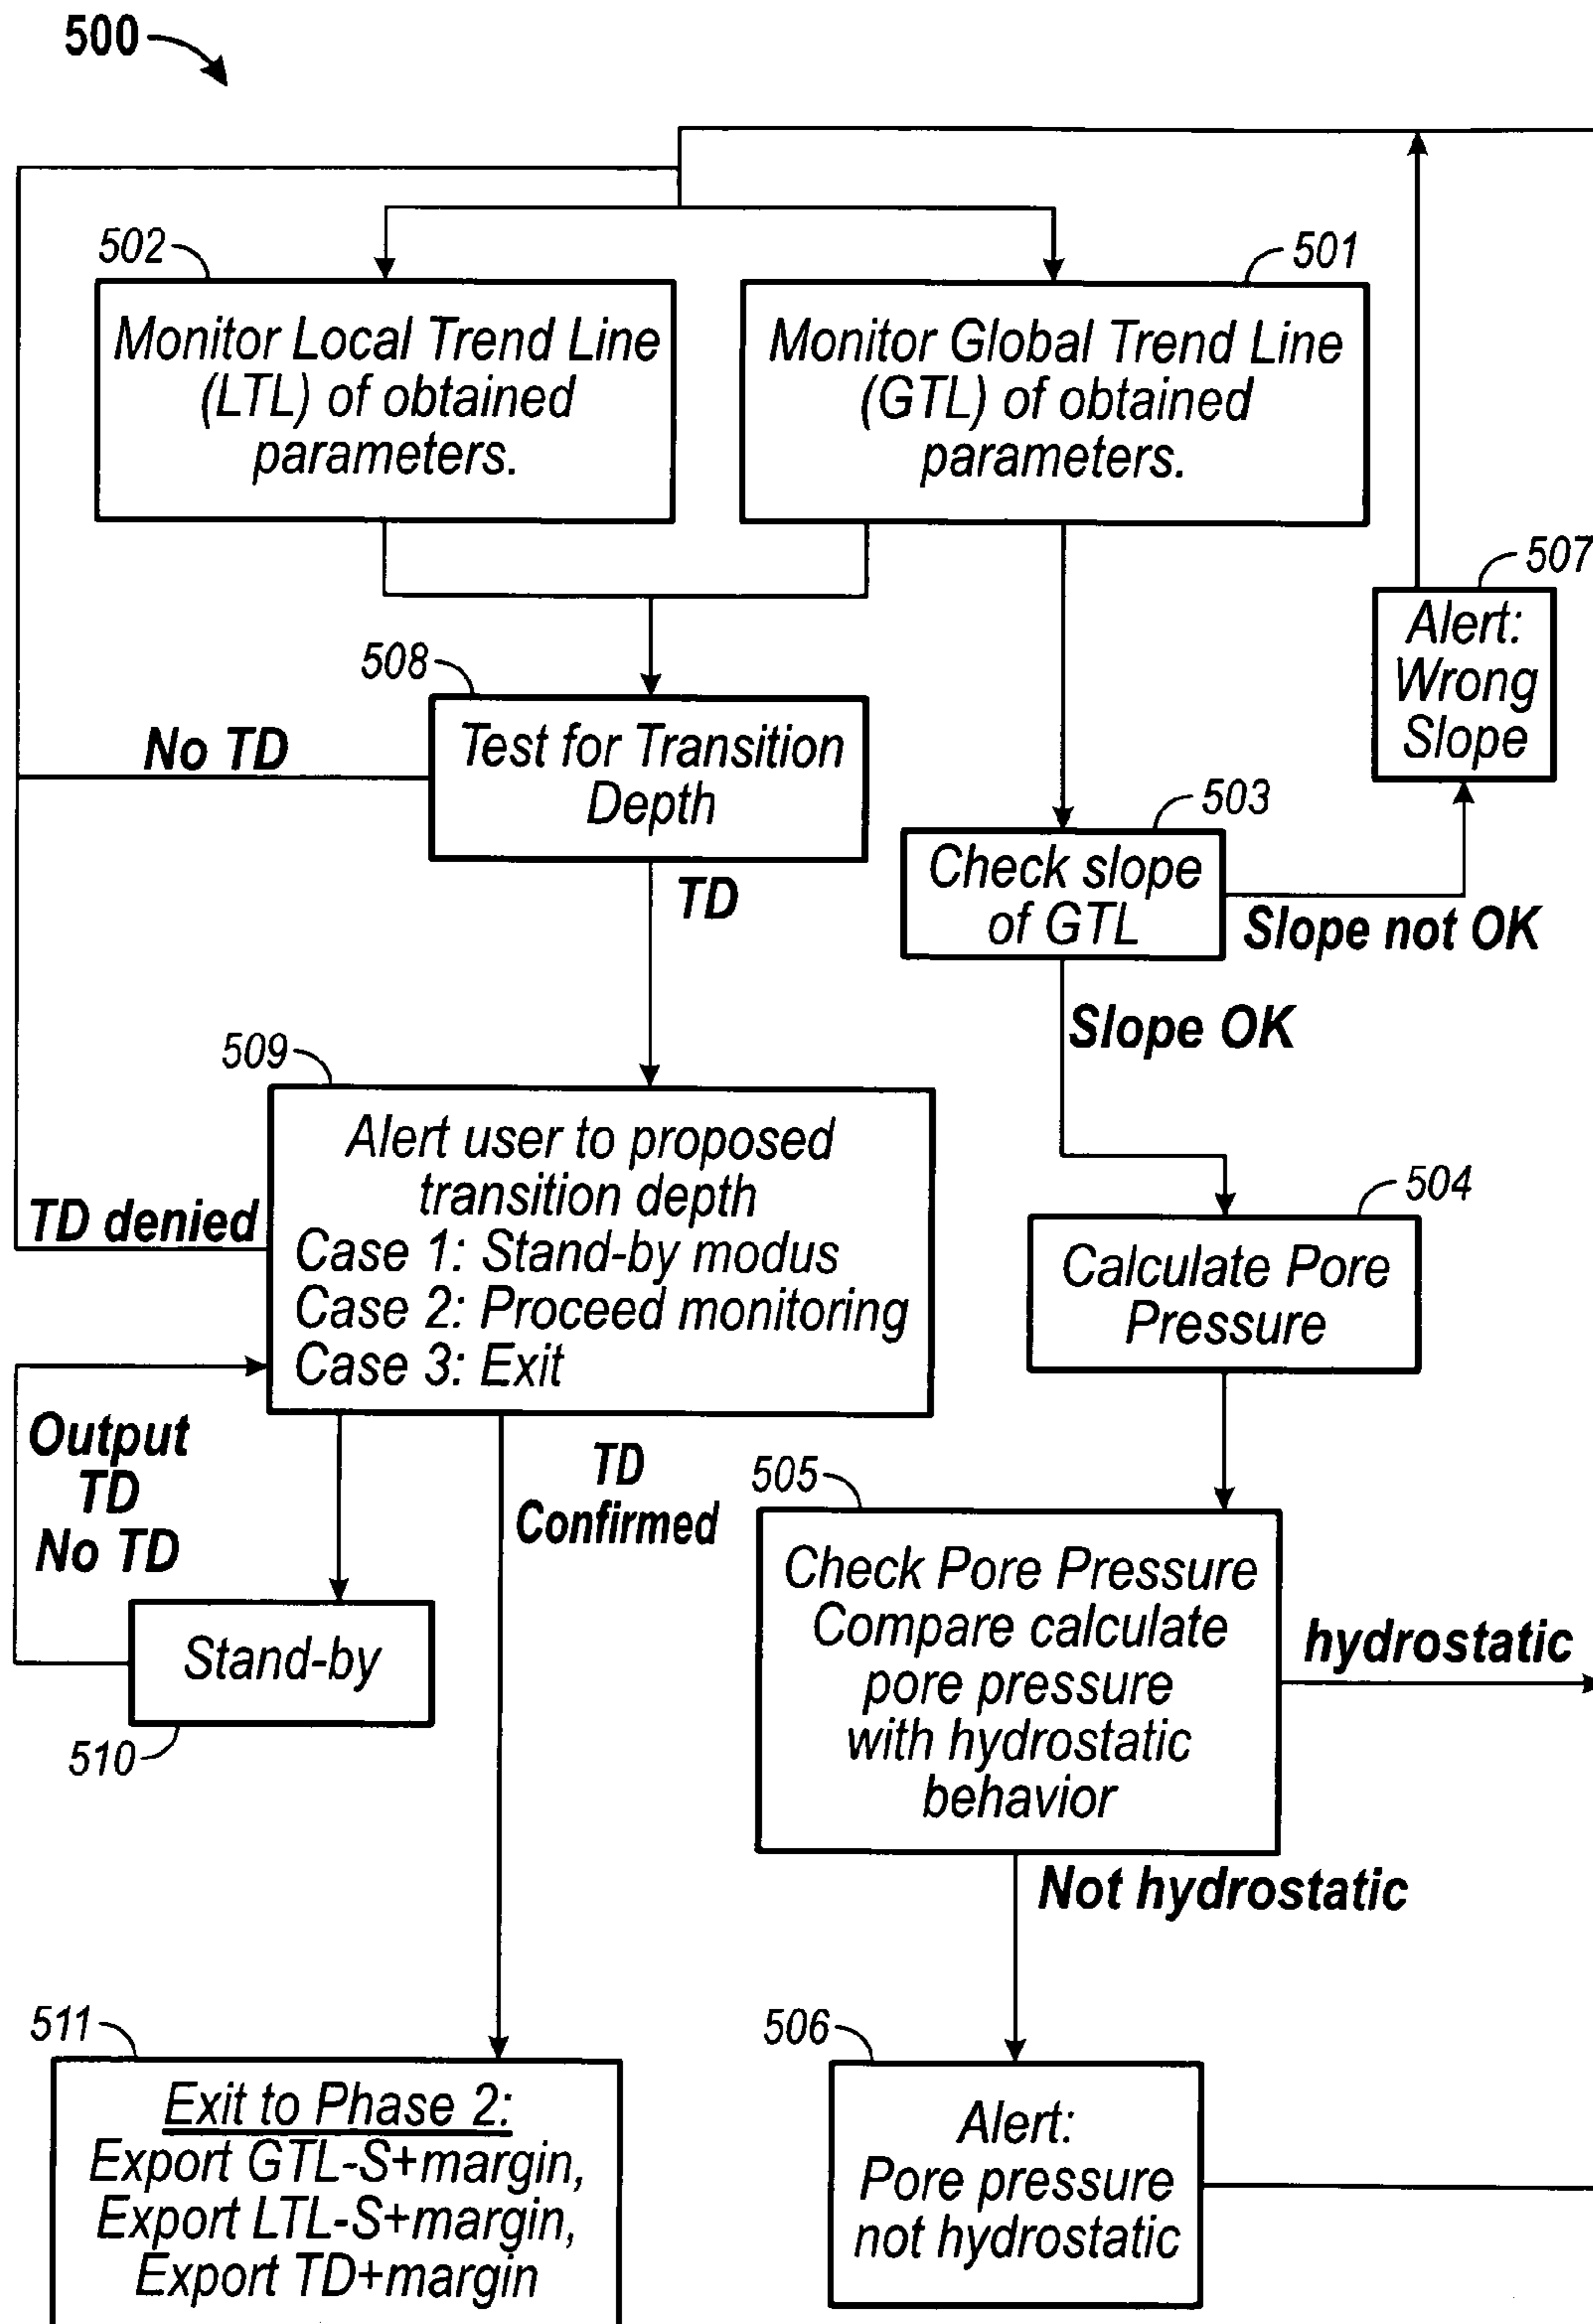 500
502
501
Monitor Local Trend Line
(LTL) of obtained
parameters.
Monitor Global Trend Line
(GTL) of obtained
parameters.
507
Alert:
Wrong
Slope
508
No TD
Test for Transition
Depth
TD
503
Check slope
of GTL
Slope not OK
Slope OK
509
Alert user to proposed
transition depth
Case 1: Stand-by modus
Case 2: Proceed monitoring
Case 3: Exit
TD denied
504
Calculate Pore
Pressure
Output
TD
No TD
TD
Confirmed
Stand-by
510
505
Check Pore Pressure
Compare calculate
pore pressure
with hydrostatic
behavior
hydrostatic
Not hydrostatic
511
Exit to Phase 2:
Export GTL-S+margin,
Export LTL-S+margin,
Export TD+margin
506
Alert:
Pore pressure
not hydrostatic